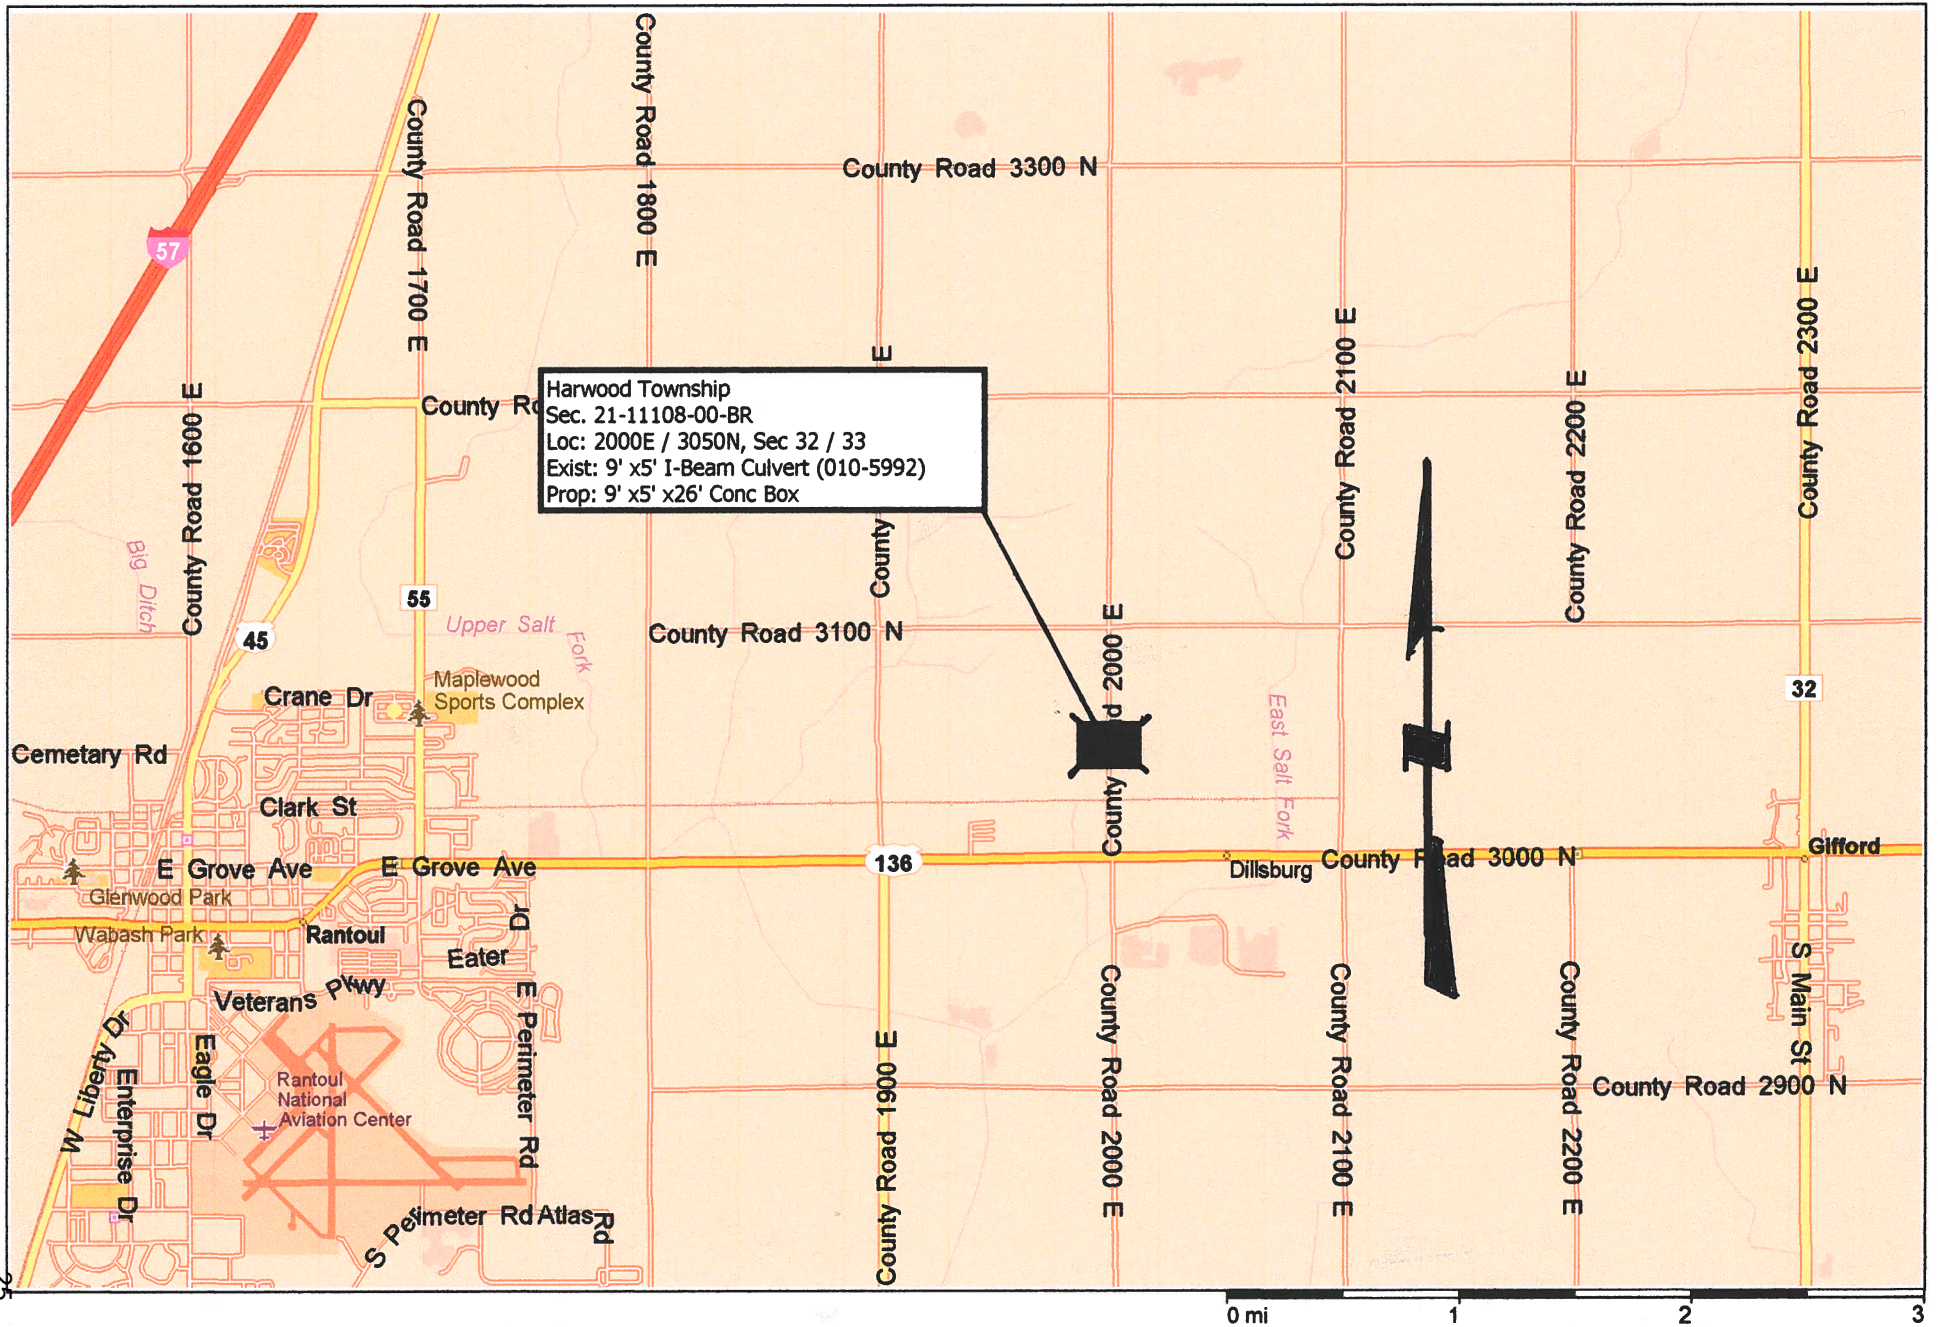 County Road 1700 E
County Road 1800 E
County Road 3300 N
57
County Road 2300 E
County Road 2100 E
E
County Road 2200 E
County Road 1600 E
County Rd
Harwood Township
Sec. 21-11108-00-BR
Loc: 2000E / 3050N, Sec 32 / 33
Exist: 9' x5' I-Beam Culvert (010-5992)
Prop: 9' x5' x26' Conc Box
County
Big Ditch
55
Upper Salt Fork
45
County Road 3100 N
County
d 2000 E
Maplewood
Sports Complex
Crane Dr
32
East Salt Fork
Cemetary Rd
Clark St
E Grove Ave
E Grove Ave
136
Dillsburg
County Road 3000 N
Gifford
Glenwood Park
Wabash Park
Rantoul
Dr
Eater
Veterans Pkwy
E Perimeter Rd
S Main St
W Liberty Dr
Enterprise Dr
Eagle Dr
Rantoul
National
Aviation Center
County Road 1900 E
County Road 2000 E
County Road 2100 E
County Road 2200 E
County Road 2900 N
S Perimeter Rd
Atlas Rd
0 mi
1
2
3